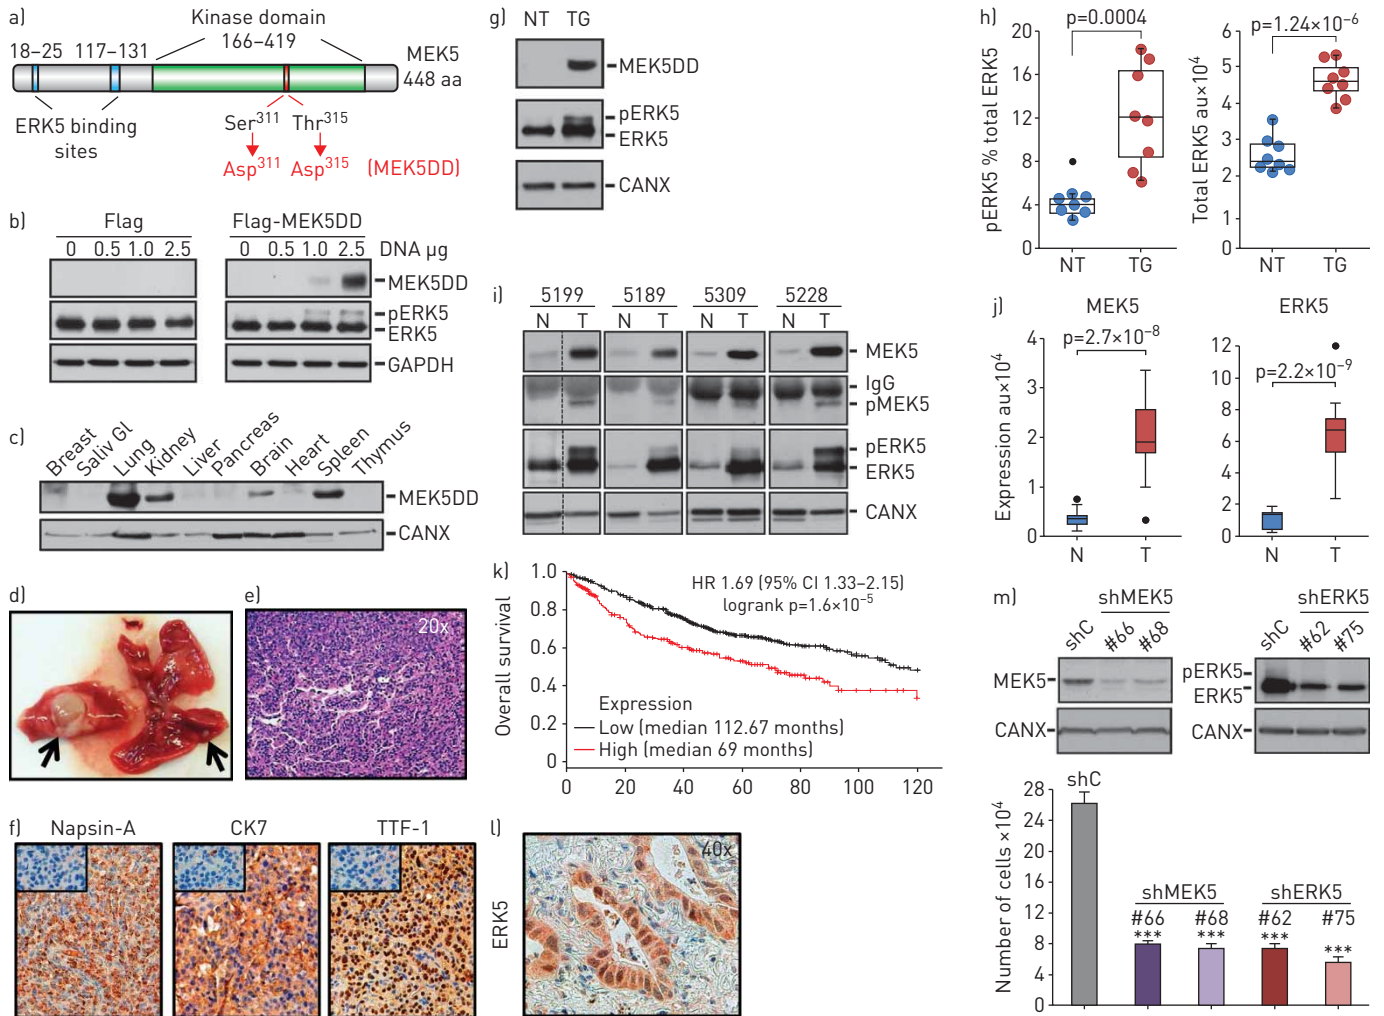 a)
Kinase domain
166–419
18–25
117–131
MEK5
448 aa
ERK5 binding
sites
Ser311
Thr315
Asp311
Asp315
(MEK5DD)
b)
Flag
Flag-MEK5DD
0 0.5 1.0 2.5
0 0.5 1.0 2.5
DNA µg
MEK5DD
pERK5
ERK5
GAPDH
c)
Breast
Saliv Gl
Lung
Kidney
Liver
Pancreas
Brain
Heart
Spleen
Thymus
MEK5DD
CANX
d)
e)
20x
f)
Napsin-A
CK7
TTF-1
g)
NT TG
MEK5DD
pERK5
ERK5
CANX
h)
p=0.0004
pERK5 % total ERK5
20
16
12
8
4
0
NT
TG
p=1.24×10–6
Total ERK5 au×104
6
5
4
3
2
1
0
NT
TG
i)
5199
5189
5309
5228
N T
N T
N T
N T
MEK5
IgG
pMEK5
pERK5
ERK5
CANX
j)
MEK5
p=2.7×10–8
Expression au×104
4
3
2
1
0
N
T
ERK5
p=2.2×10–9
12
10
8
6
4
2
0
N
T
k)
HR 1.69 (95% CI 1.33–2.15)
logrank p=1.6×10–5
Overall survival
1.0
0.8
0.6
0.4
0.2
0
Expression
Low (median 112.67 months)
High (median 69 months)
0 20 40 60 80 100 120
l)
ERK5
40x
m)
shMEK5
shC
#66
#68
MEK5
CANX
shERK5
shC
#62
#75
pERK5
ERK5
CANX
Number of cells ×104
28
24
20
16
12
8
4
0
shC
shMEK5
shERK5
#66
#68
#62
#75
***
***
***
***